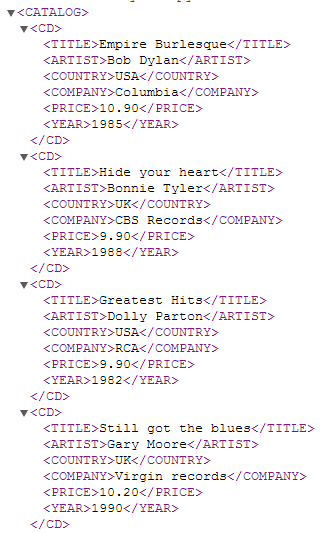 <CATALOG>
<CD>
<TITLE>Empire Burlesque</TITLE>
<ARTIST>Bob Dylan</ARTIST>
<COUNTRY>USA</COUNTRY>
<COMPANY>Columbia</COMPANY>
<PRICE>10.90</PRICE>
<YEAR>1985</YEAR>
</CD>
<CD>
<TITLE>Hide your heart</TITLE>
<ARTIST>Bonnie Tyler</ARTIST>
<COUNTRY>UK</COUNTRY>
<COMPANY>CBS Records</COMPANY>
<PRICE>9.90</PRICE>
<YEAR>1988</YEAR>
</CD>
<CD>
<TITLE>Greatest Hits</TITLE>
<ARTIST>Dolly Parton</ARTIST>
<COUNTRY>USA</COUNTRY>
<COMPANY>RCA</COMPANY>
<PRICE>9.90</PRICE>
<YEAR>1982</YEAR>
</CD>
<CD>
<TITLE>Still got the blues</TITLE>
<ARTIST>Gary Moore</ARTIST>
<COUNTRY>UK</COUNTRY>
<COMPANY>Virgin records</COMPANY>
<PRICE>10.20</PRICE>
<YEAR>1990</YEAR>
</CD>